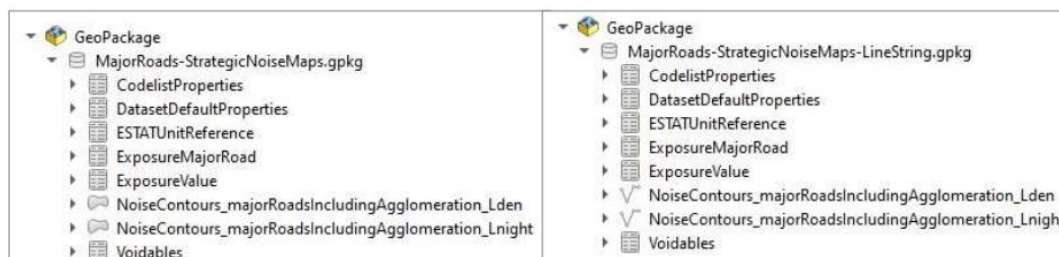 GeoPackage
MajorRoads-StrategicNoiseMaps.gpkg
CodelistProperties
DatasetDefaultProperties
ESTATUnitReference
ExposureMajorRoad
ExposureValue
NoiseContours_majorRoadsIncludingAgglomeration_Lden
NoiseContours_majorRoadsIncludingAgglomeration_Lnight
Voidables
GeoPackage
MajorRoads-StrategicNoiseMaps-LineString.gpkg
CodelistProperties
DatasetDefaultProperties
ESTATUnitReference
ExposureMajorRoad
ExposureValue
NoiseContours_majorRoadsIncludingAgglomeration_Lden
NoiseContours_majorRoadsIncludingAgglomeration_Lnigh
Voidables